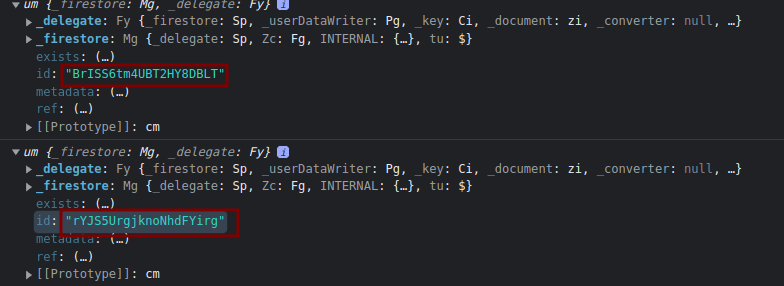 um {_firestore: Mg, _delegate: Fy} i
_delegate: Fy {_firestore: Sp, _userDataWriter: Pg, _key: Ci, _document: zi, _converter: null, …}
_firestore: Mg {_delegate: Sp, Zc: Fg, INTERNAL: {…}, tu: $}
exists: (…)
id: "BrISS6tm4UBT2HY8DBLT"
metadata: (…)
ref: (…)
[[Prototype]]: cm
um {_firestore: Mg, _delegate: Fy} i
_delegate: Fy {_firestore: Sp, _userDataWriter: Pg, _key: Ci, _document: zi, _converter: null, …}
_firestore: Mg {_delegate: Sp, Zc: Fg, INTERNAL: {…}, tu: $}
exists: (…)
id: "rYJS5UrgjknoNhdFYirg"
metadata: (…)
ref: (…)
[[Prototype]]: cm